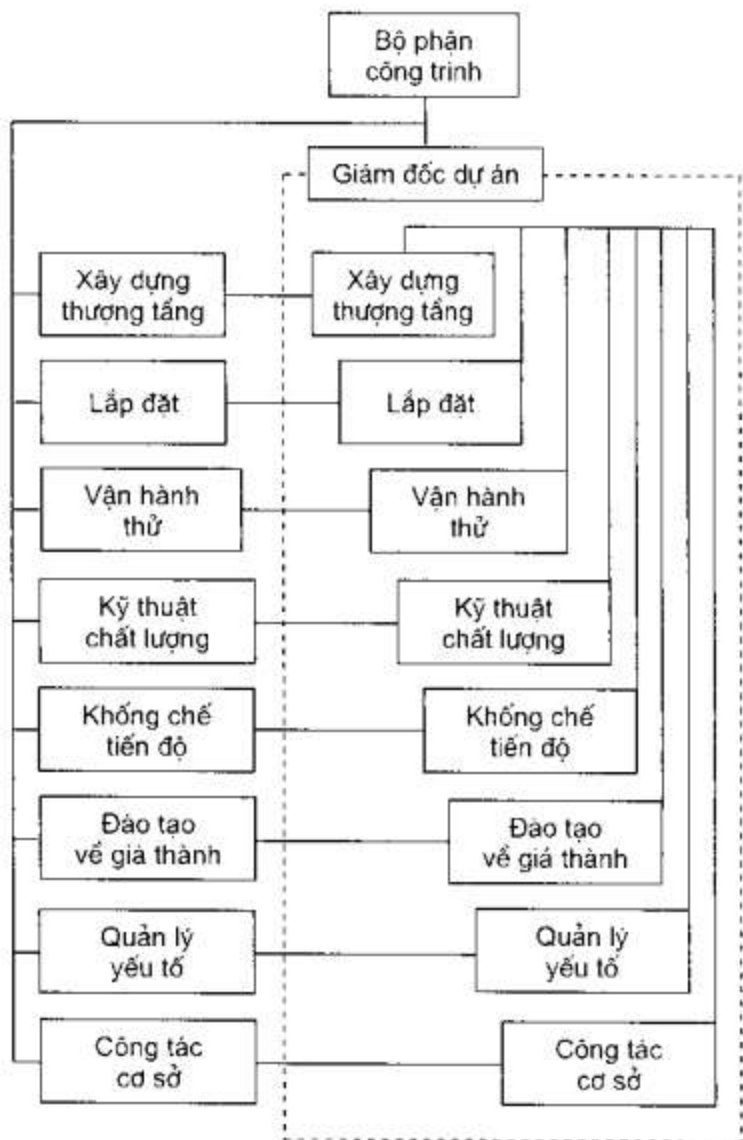 Bộ phận
công trinh
Giám đốc dự án
Xây dựng
thượng tầng
Xây dựng
thượng tầng
Lắp đặt
Lắp đặt
Vận hành
thử
Vận hành
thử
Kỹ thuật
chất lượng
Kỹ thuật
chất lượng
Khống chế
tiến độ
Khống chế
tiến độ
Đào tạo
về giá thành
Đào tạo
về giá thành
Quản lý
yếu tố
Quản lý
yếu tố
Công tác
cơ sở
Công tác
cơ sở